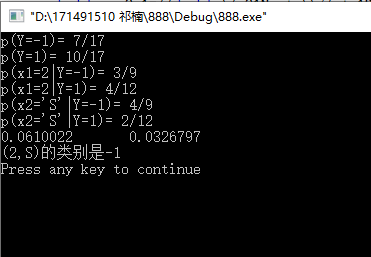 "D:\171491510 祁楠\888\Debug\888.exe"
p(Y=-1)= 7/17
p(Y=1)= 10/17
p(x1=2|Y=-1)= 3/9
p(x1=2|Y=1)= 4/12
p(x2='S'|Y=-1)= 4/9
p(x2='S'|Y=1)= 2/12
0.0610022 0.0326797
(2,S)的类别是-1
Press any key to continue